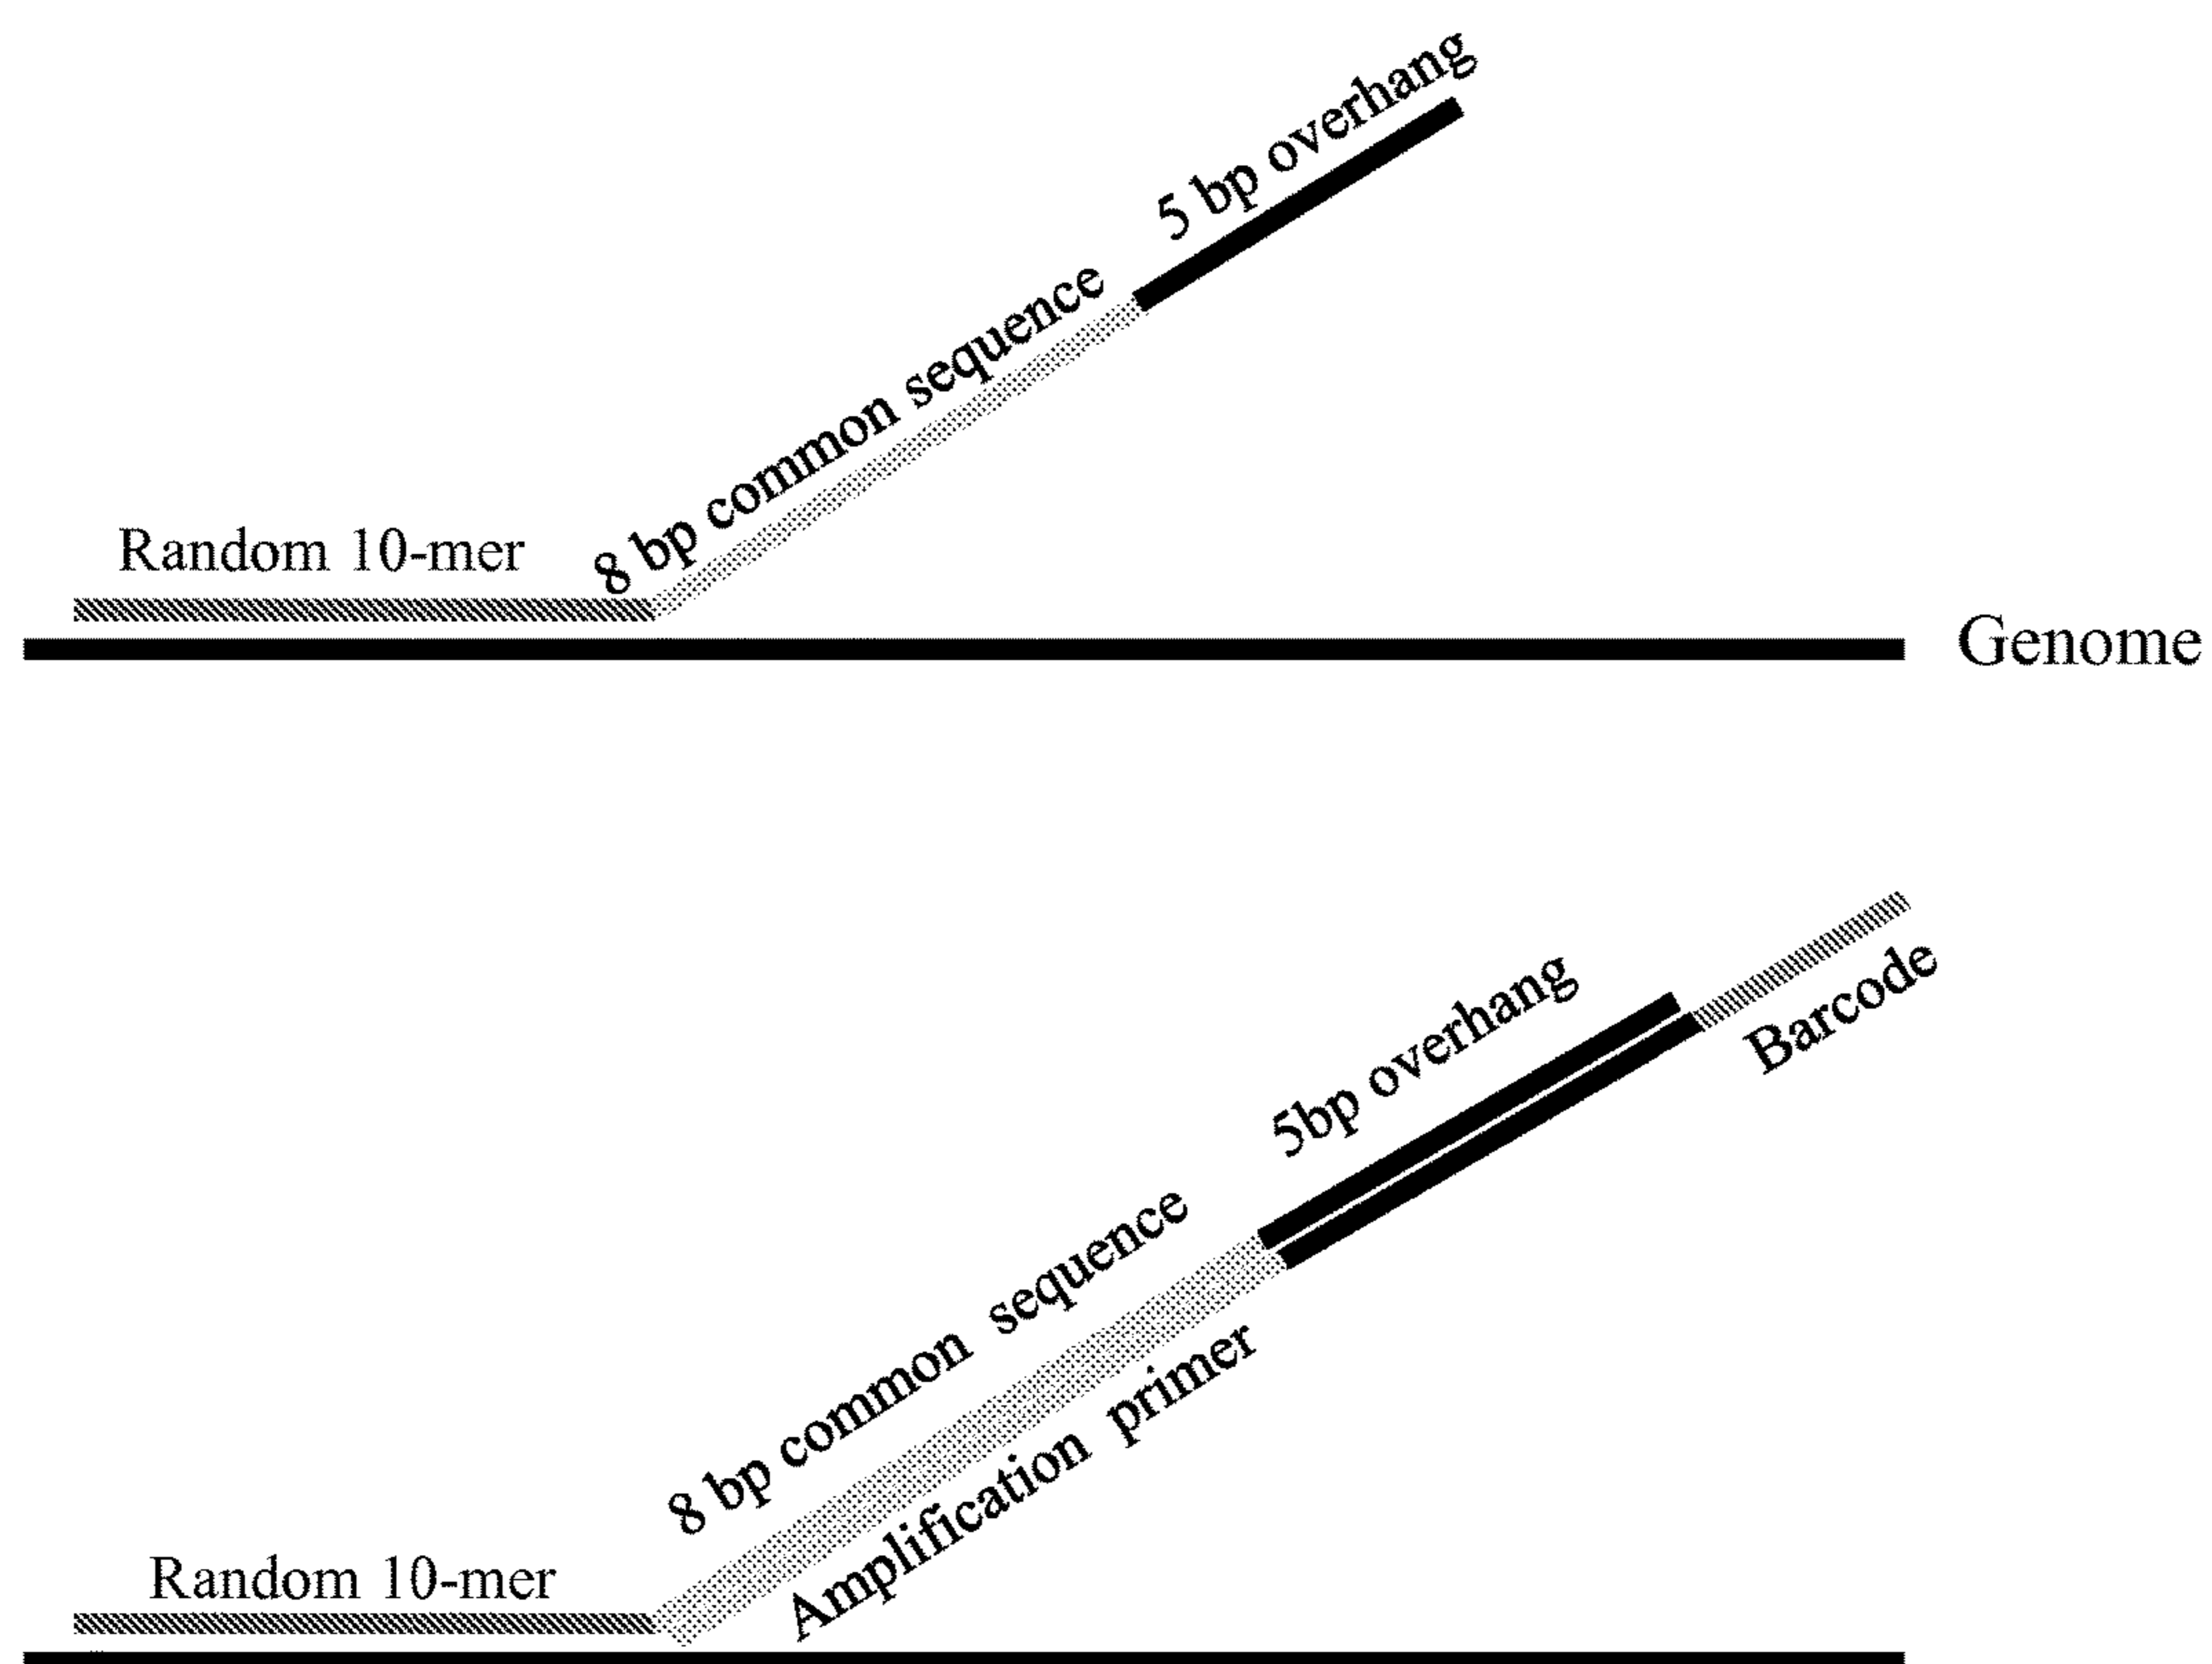 5 bp overhang
8 bp common sequence
Random 10-mer
Genome
5bp overhang
Barcode
8 bp common sequence
Amplification primer
Random 10-mer